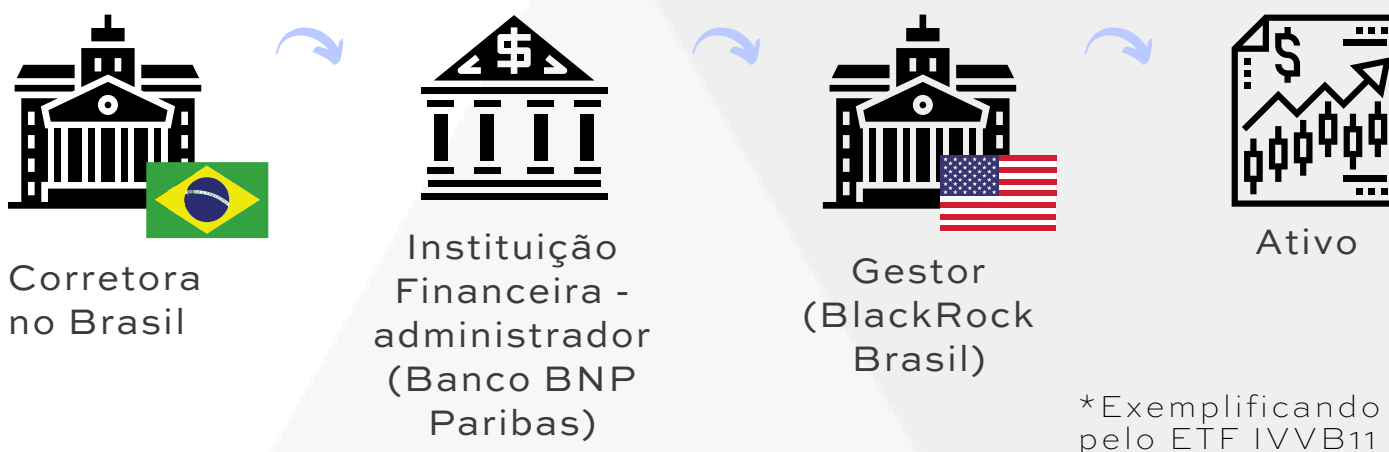 Corretora
no Brasil
Instituição
Financeira -
administrador
(Banco BNP
Paribas)
Gestor
(BlackRock
Brasil)
Ativo
*Exemplificando
pelo ETF IVVB11